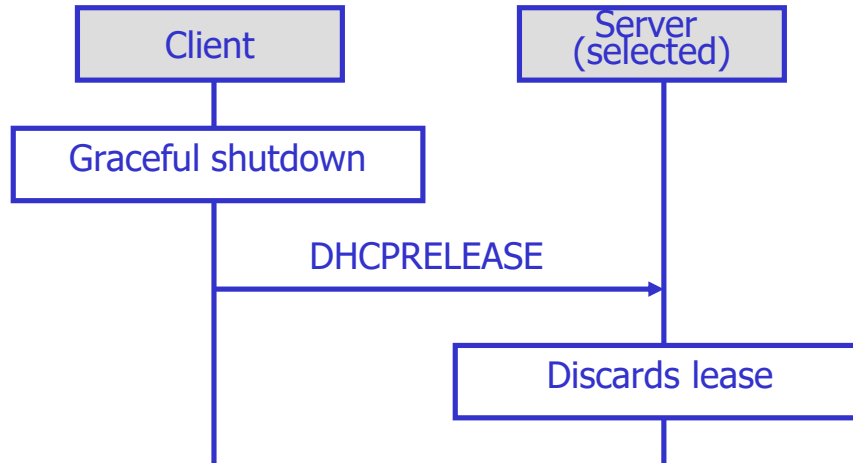 Client
Server
(selected)
Graceful shutdown
DHCPRELEASE
Discards lease